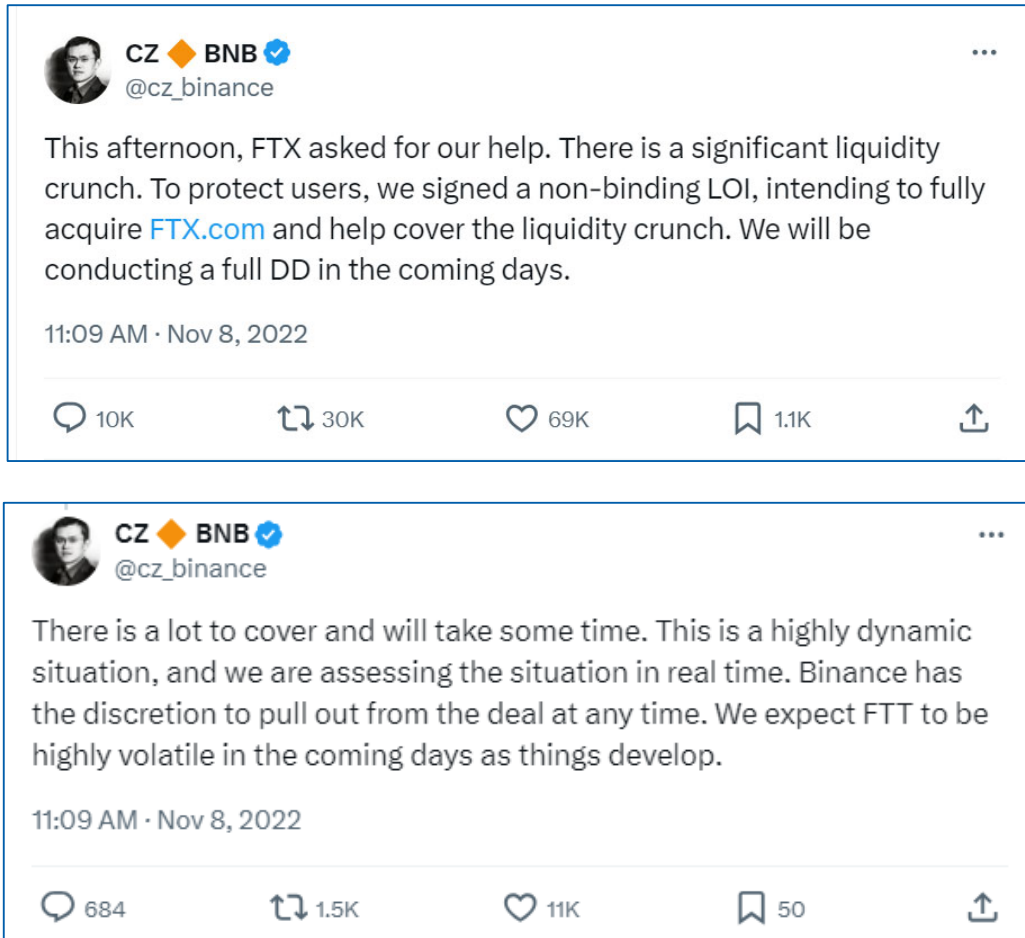 CZ 🔶 BNB
@cz_binance
This afternoon, FTX asked for our help. There is a significant liquidity
crunch. To protect users, we signed a non-binding LOI, intending to fully
acquire FTX.com and help cover the liquidity crunch. We will be
conducting a full DD in the coming days.
11:09 AM · Nov 8, 2022
10K 30K 69K 1.1K
CZ 🔶 BNB
@cz_binance
There is a lot to cover and will take some time. This is a highly dynamic
situation, and we are assessing the situation in real time. Binance has
the discretion to pull out from the deal at any time. We expect FTT to be
highly volatile in the coming days as things develop.
11:09 AM · Nov 8, 2022
684 1.5K 11K 50